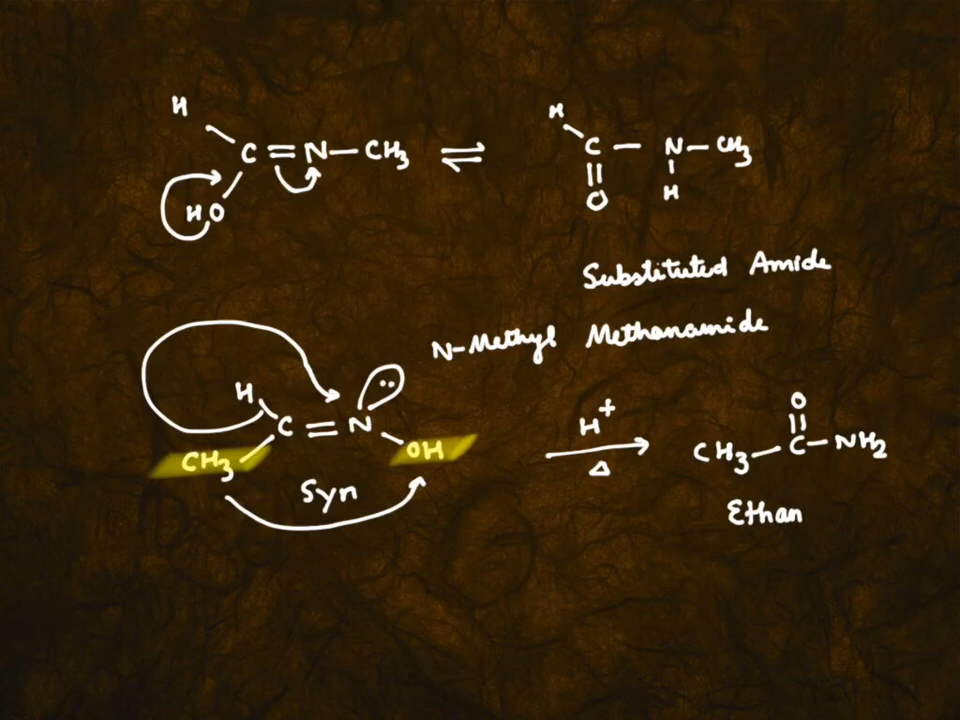 H
C = N — CH3 ⇌ H C — N — CH3
HO O H
Substituted Amide
N-Methyl Methanamide
H C = N OH
CH3
Syn
H+
Δ
O
CH3 — C — NH2
Ethan